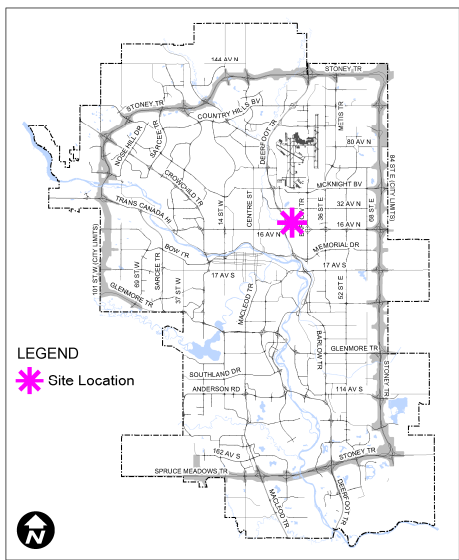 144 AV N
STONEY TR
STONEY TR
COUNTRY HILLS BV
NOSE HILL DR
SARCEE TR
DEERFOOT TR
METIS TR
80 AV N
CROWCHILD TR
MCKNIGHT BV
84 ST E (CITY LIMITS)
TRANS CANADA HI
14 ST W
CENTRE ST
36 ST E
32 AV N
68 ST E
16 AV N
16 AV N
BOW TR
MEMORIAL DR
17 AV S
17 AV S
101 ST W (CITY LIMITS)
69 ST W
SARCEE TR
37 ST W
52 ST E
GLENMORE TR
MACLEOD TR
BARLOW TR
GLENMORE TR
LEGEND
Site Location
SOUTHLAND DR
ANDERSON RD
114 AV S
STONEY TR
162 AV S
STONEY TR
SPRUCE MEADOWS TR
MACLEOD TR
DEERFOOT TR
N